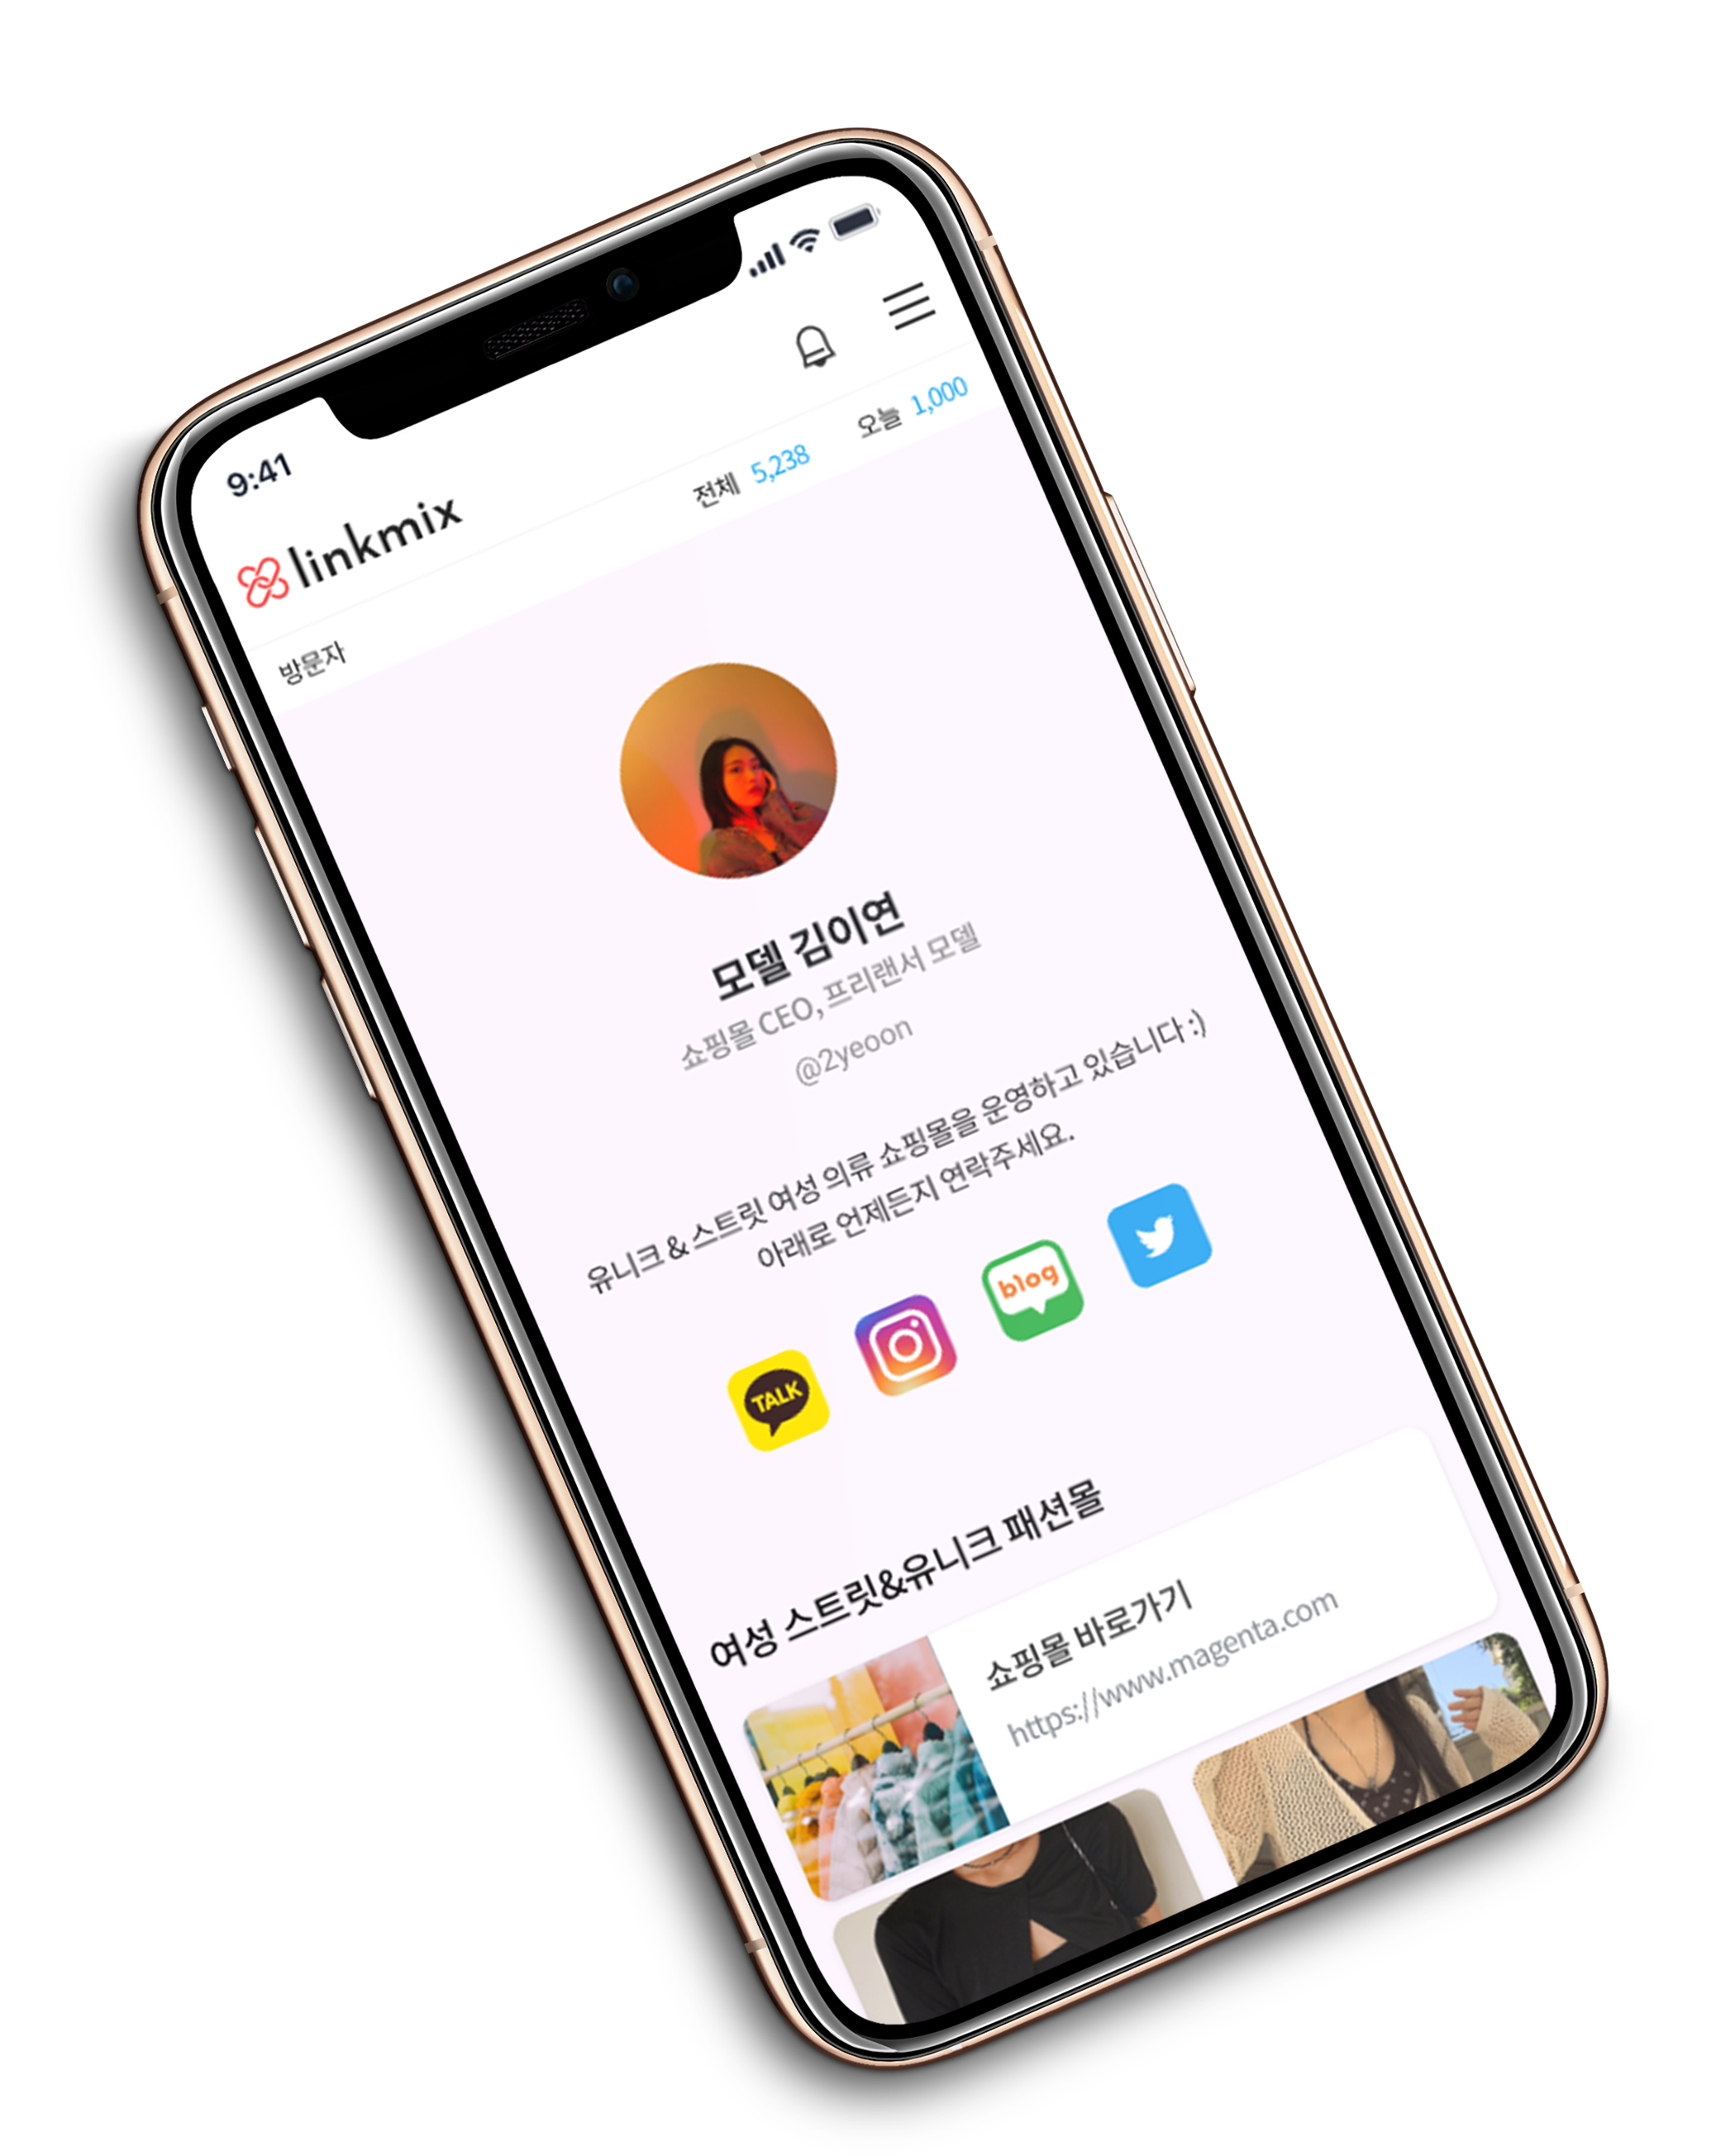 9:41
linkmix
방문자 전체 5,238 오늘 1,000
모델 김이연
쇼핑몰 CEO, 프리랜서 모델
@2yeoon
유니크 & 스트릿 여성 의류 쇼핑몰을 운영하고 있습니다 :)
아래로 언제든지 연락주세요.
TALK
blog
여성 스트릿&유니크 패션몰
쇼핑몰 바로가기
https://www.magenta.com